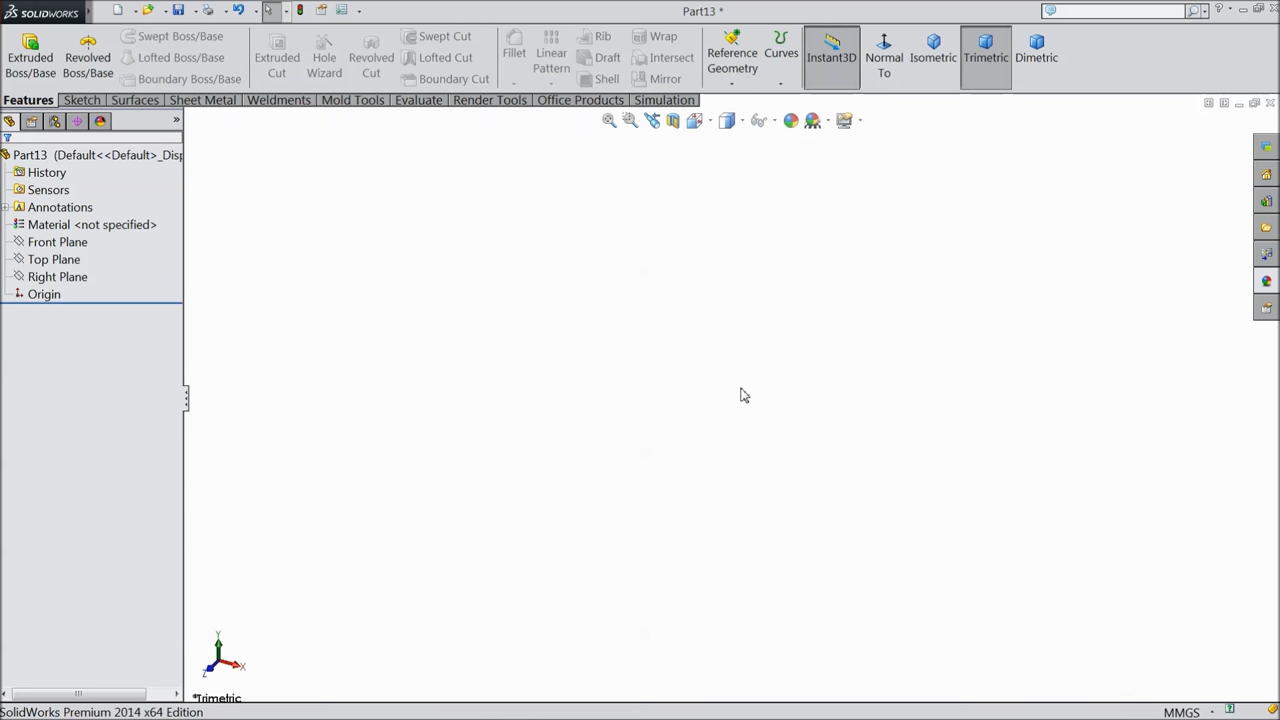 SOLIDWORKS
Part13 *
Extruded Boss/Base
Revolved Boss/Base
Swept Boss/Base
Lofted Boss/Base
Boundary Boss/Base
Extruded Cut
Hole Wizard
Revolved Cut
Swept Cut
Lofted Cut
Boundary Cut
Fillet
Linear Pattern
Rib
Draft
Shell
Wrap
Intersect
Mirror
Reference Geometry
Curves
Instant3D
Normal To
Isometric
Trimetric
Dimetric
Features
Sketch
Surfaces
Sheet Metal
Weldments
Mold Tools
Evaluate
Render Tools
Office Products
Simulation
Part13 (Default<<Default>_Disp
History
Sensors
Annotations
Material <not specified>
Front Plane
Top Plane
Right Plane
Origin
Y
X
Z
*Trimetric
SolidWorks Premium 2014 x64 Edition
MMGS